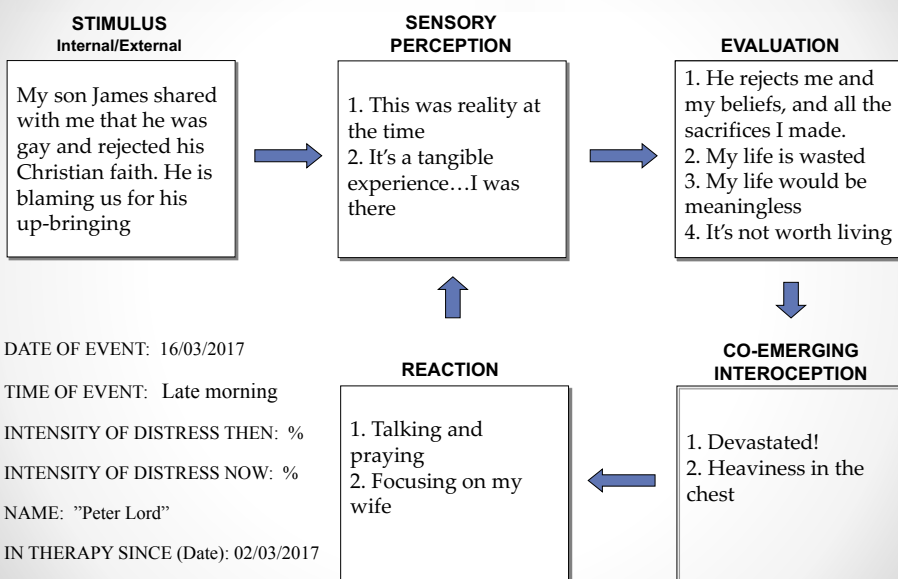 STIMULUS
Internal/External
My son James shared
with me that he was
gay and rejected his
Christian faith. He is
blaming us for his
up-bringing
SENSORY
PERCEPTION
1. This was reality at
the time
2. It’s a tangible
experience…I was
there
EVALUATION
1. He rejects me and
my beliefs, and all the
sacrifices I made.
2. My life is wasted
3. My life would be
meaningless
4. It’s not worth living
CO-EMERGING
INTEROCEPTION
1. Devastated!
2. Heaviness in the
chest
REACTION
1. Talking and
praying
2. Focusing on my
wife
DATE OF EVENT: 16/03/2017
TIME OF EVENT: Late morning
INTENSITY OF DISTRESS THEN: %
INTENSITY OF DISTRESS NOW: %
NAME: ”Peter Lord”
IN THERAPY SINCE (Date): 02/03/2017